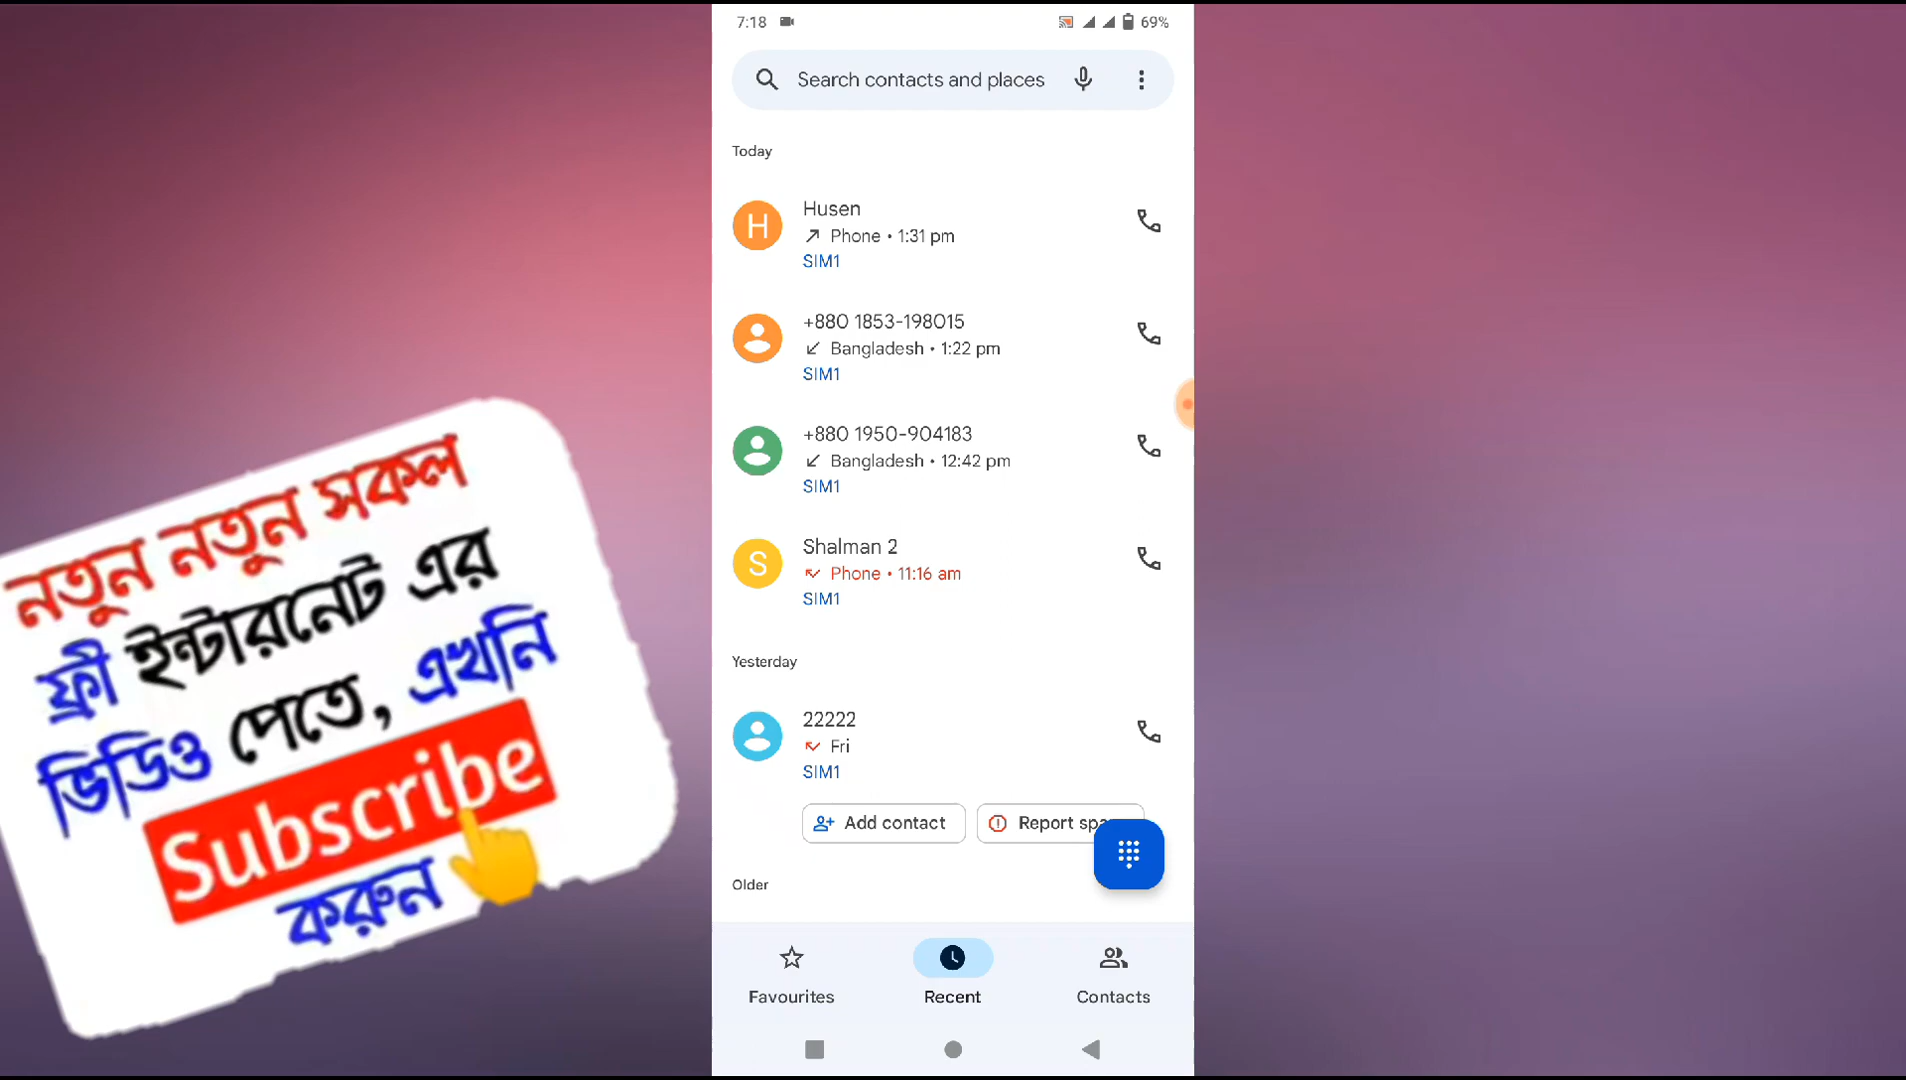 7:18
69%
Search contacts and places
Today
Husen
Phone • 1:31 pm
SIM1
+880 1853-198015
Bangladesh • 1:22 pm
SIM1
+880 1950-904183
Bangladesh • 12:42 pm
SIM1
Shalman 2
Phone • 11:16 am
SIM1
Yesterday
22222
Fri
SIM1
Add contact
Report
Older
Favourites
Recent
Contacts
নতুন নতুন সকল
ফ্রী ইন্টারনেট এর
ভিডিও পেতে, এখনি
Subscribe
করুন